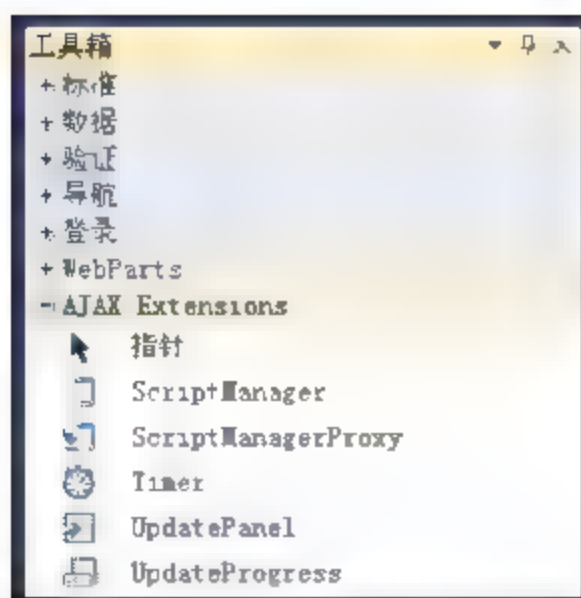 工具箱
+ 标准
+ 数据
+ 验证
+ 导航
+ 登录
+ WebParts
- AJAX Extensions
指针
ScriptManager
ScriptManagerProxy
Timer
UpdatePanel
UpdateProgress